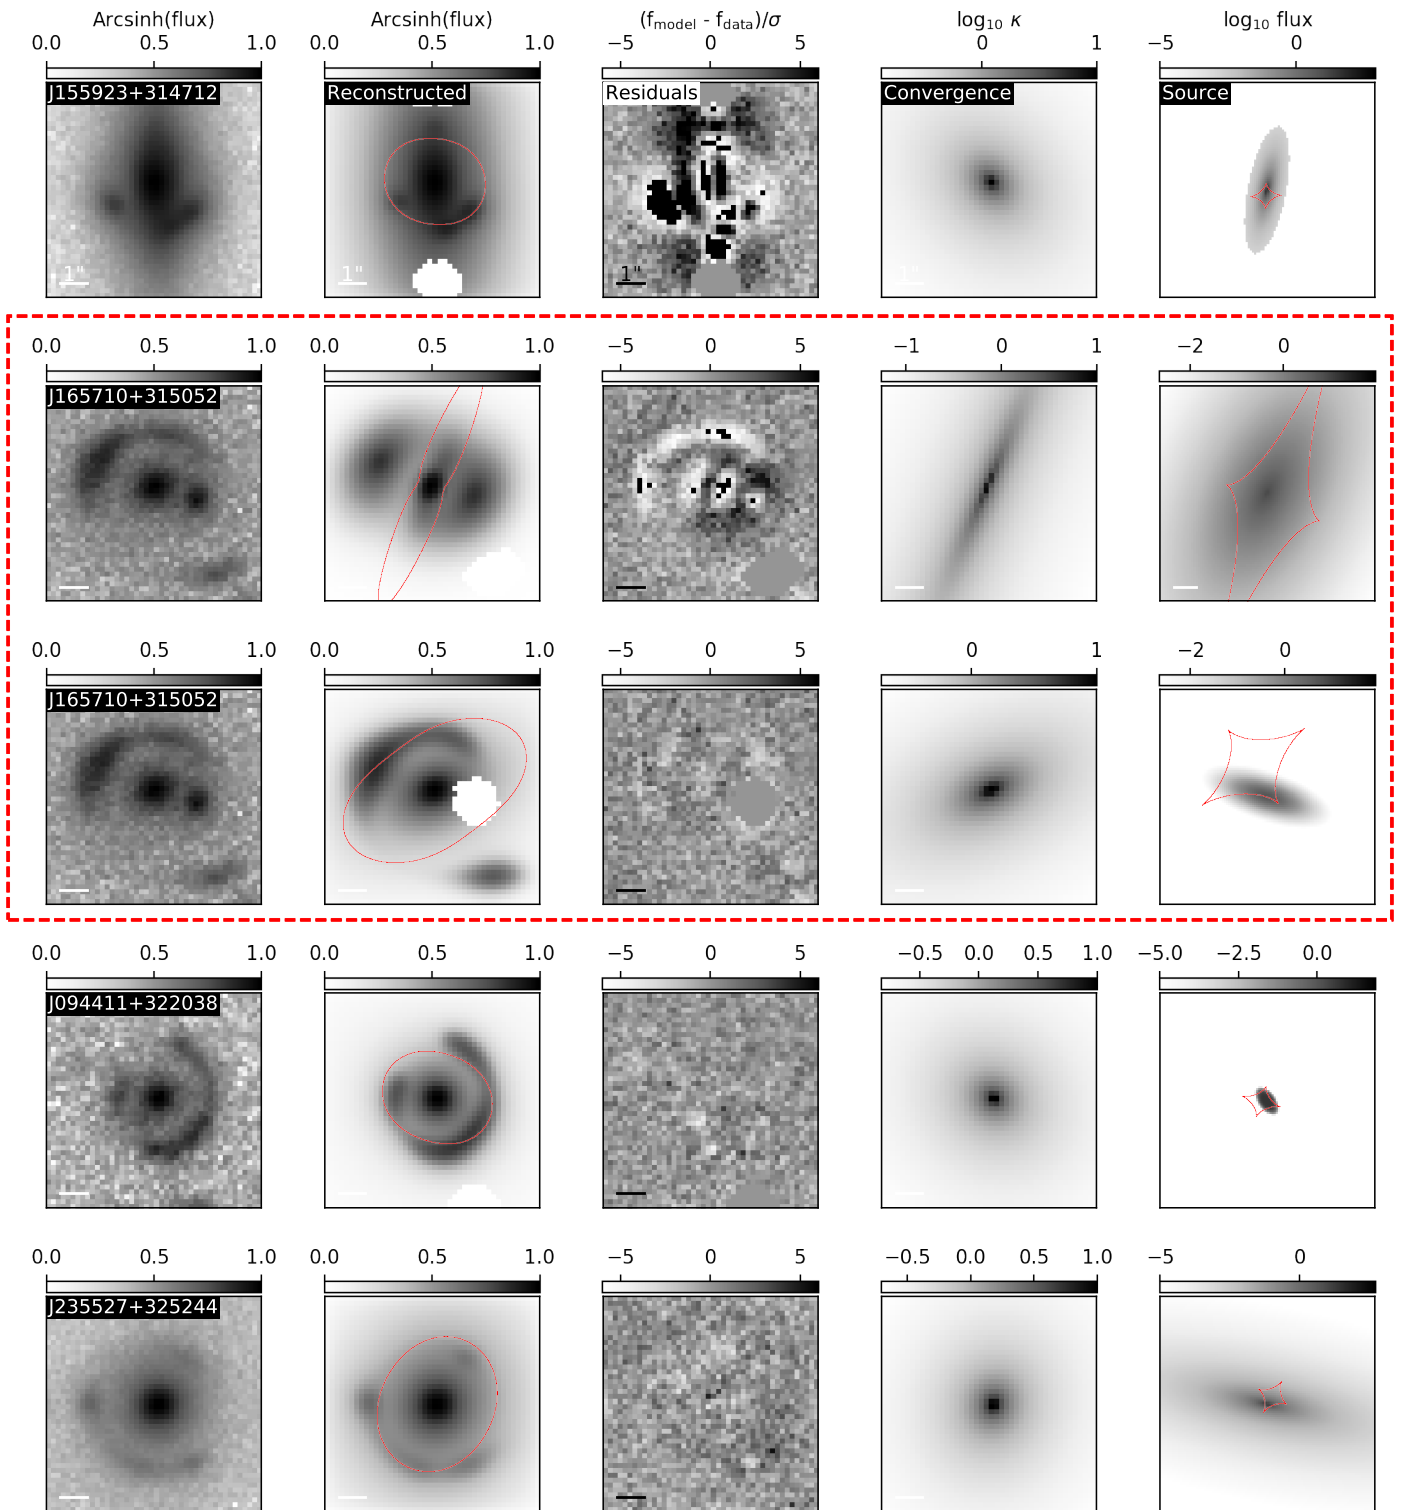 Arcsinh(flux) Arcsinh(flux) (f_model - f_data)/σ log₁₀ κ log₁₀ flux
0.0 0.5 1.0 0.0 0.5 1.0 −5 0 5 0 1 −5 0
J155923+314712 Reconstructed Residuals Convergence Source
1" 1" 1" 1"
0.0 0.5 1.0 0.0 0.5 1.0 −5 0 5 −1 0 1 −2 0
J165710+315052
0.0 0.5 1.0 0.0 0.5 1.0 −5 0 5 0 1 −2 0
J165710+315052
0.0 0.5 1.0 0.0 0.5 1.0 −5 0 5 −0.5 0.0 0.5 1.0 −5.0 −2.5 0.0
J094411+322038
0.0 0.5 1.0 0.0 0.5 1.0 −5 0 5 −0.5 0.0 0.5 1.0 −5 0
J235527+325244